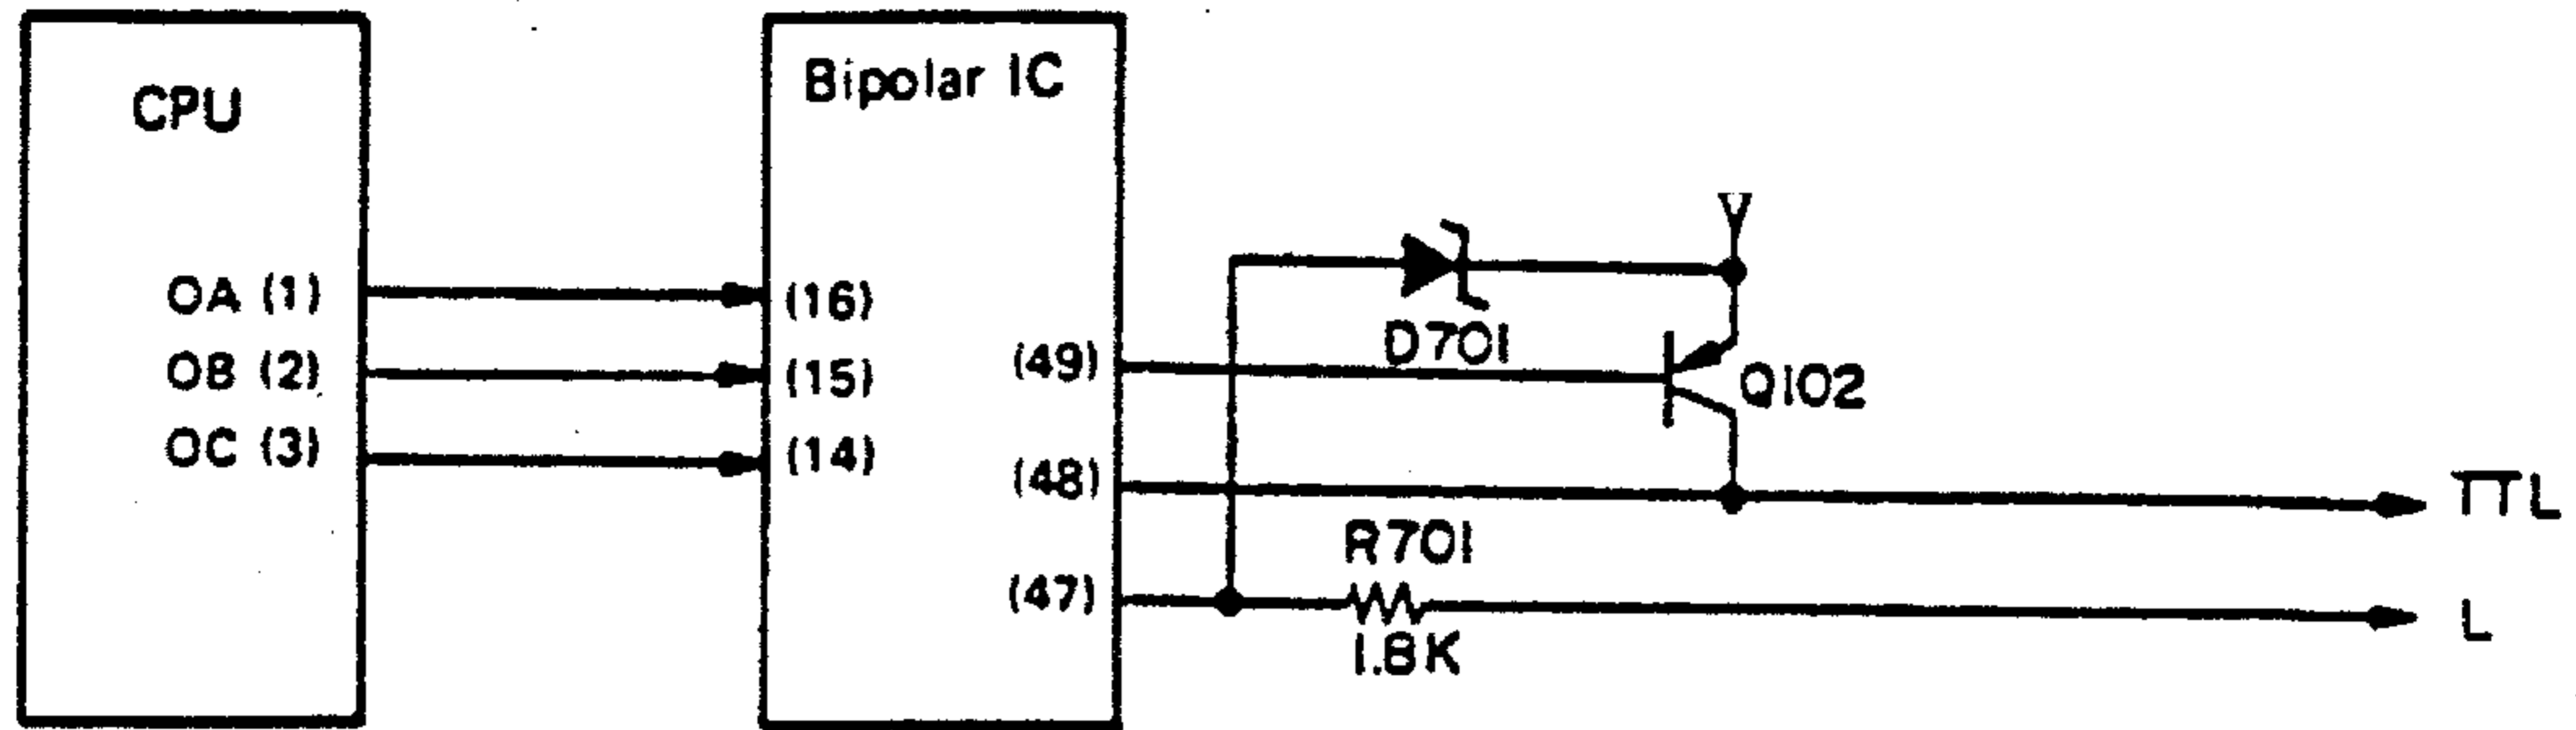 CPU
OA (1)
OB (2)
OC (3)
Bipolar IC
(16)
(15)
(14)
(49)
(48)
(47)
D701
Q102
R701
1.8K
TTL
L